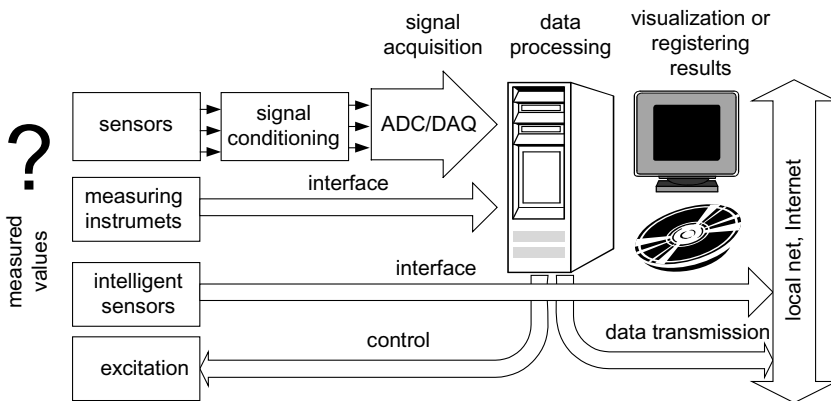 signal
acquisition
data
processing
visualization or
registering
results
sensors
signal
conditioning
ADC/DAQ
?
measured
values
measuring
instrumets
interface
intelligent
sensors
interface
excitation
control
data transmission
local net, Internet